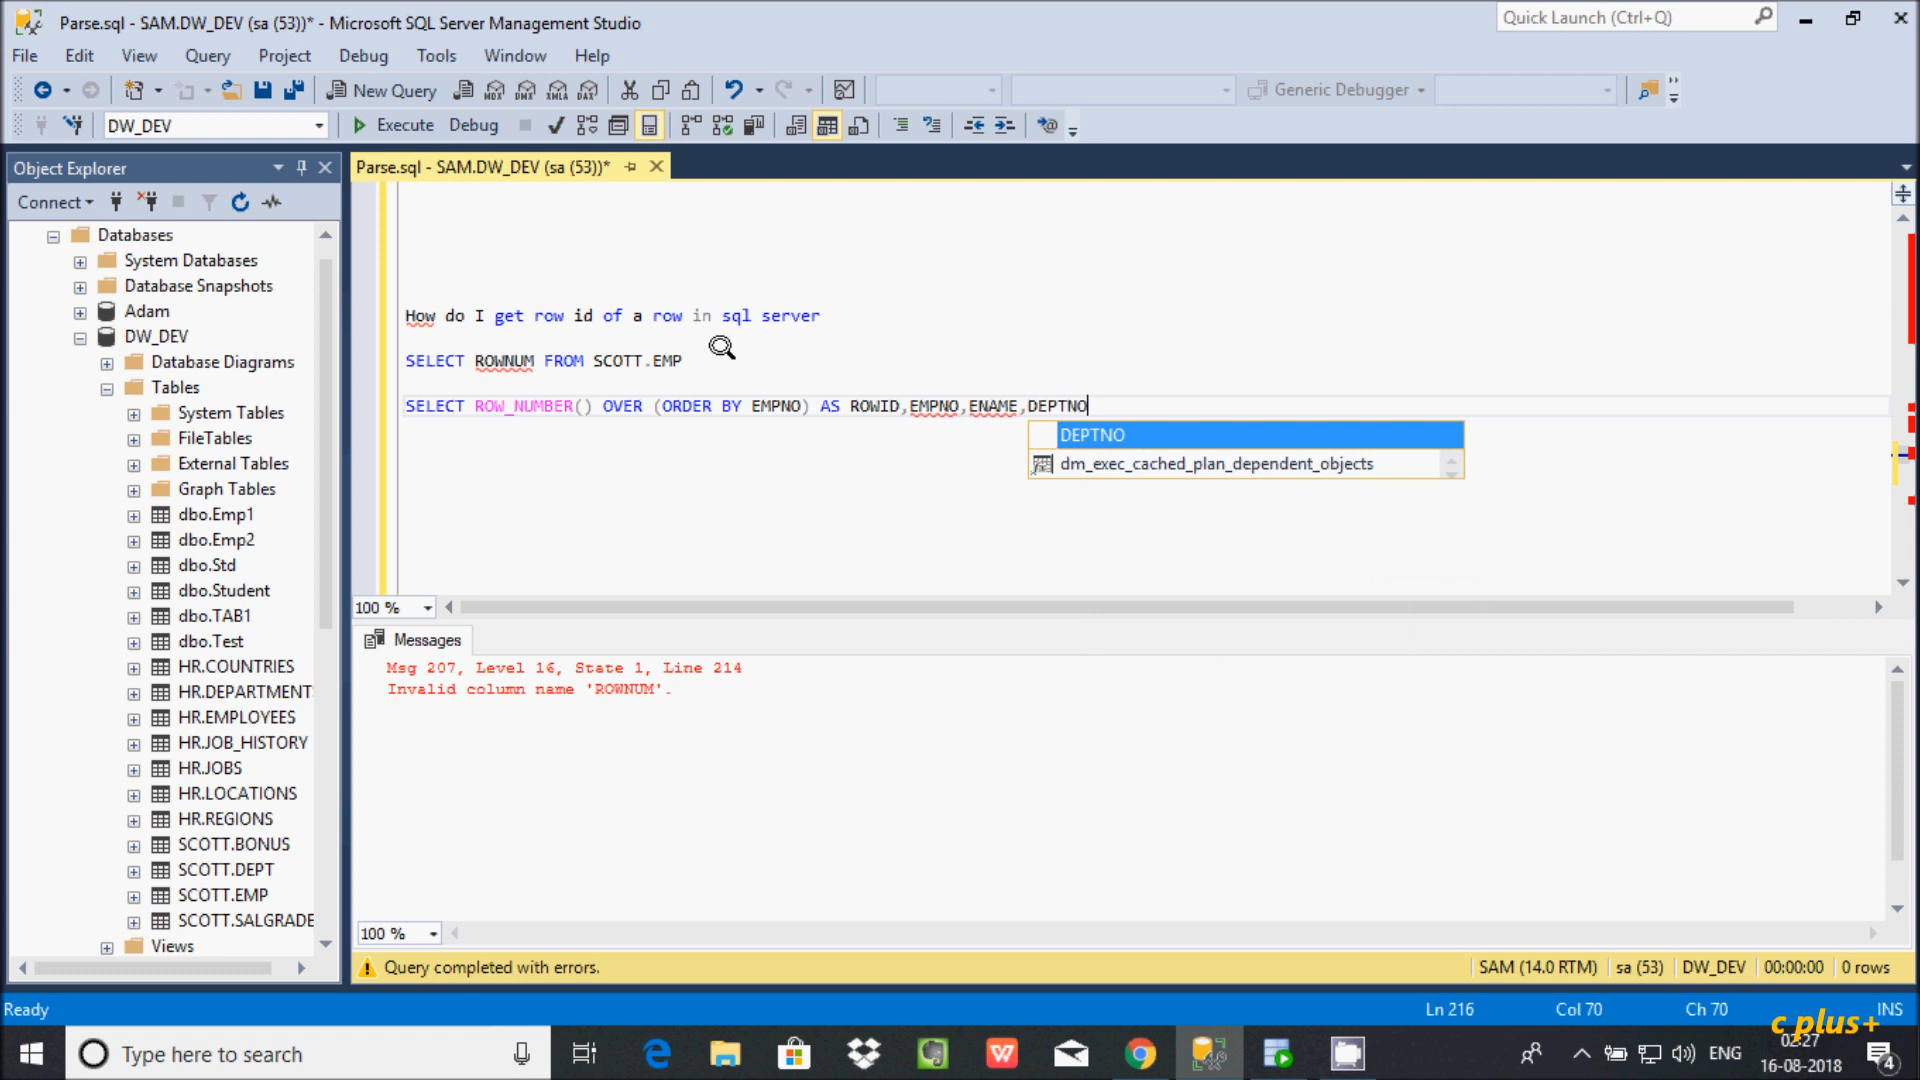 Parse.sql - SAM.DW_DEV (sa (53))* - Microsoft SQL Server Management Studio
Quick Launch (Ctrl+Q)
File Edit View Query Project Debug Tools Window Help
New Query
MDX DMX XMLA DAX
Generic Debugger
DW_DEV
Execute Debug
Object Explorer
Parse.sql - SAM.DW_DEV (sa (53))*
Connect
Databases
System Databases
Database Snapshots
Adam
DW_DEV
Database Diagrams
Tables
System Tables
FileTables
External Tables
Graph Tables
dbo.Emp1
dbo.Emp2
dbo.Std
dbo.Student
dbo.TAB1
dbo.Test
HR.COUNTRIES
HR.DEPARTMENT
HR.EMPLOYEES
HR.JOB_HISTORY
HR.JOBS
HR.LOCATIONS
HR.REGIONS
SCOTT.BONUS
SCOTT.DEPT
SCOTT.EMP
SCOTT.SALGRADE
Views
How do I get row id of a row in sql server
SELECT ROWNUM FROM SCOTT.EMP
SELECT ROW_NUMBER() OVER (ORDER BY EMPNO) AS ROWID,EMPNO,ENAME,DEPTNO
DEPTNO
dm_exec_cached_plan_dependent_objects
100 %
Messages
Msg 207, Level 16, State 1, Line 214
Invalid column name 'ROWNUM'.
100 %
Query completed with errors.
SAM (14.0 RTM) sa (53) DW_DEV 00:00:00 0 rows
Ready
Ln 216 Col 70 Ch 70 INS
c plus+
Type here to search
ENG
02:27
16-08-2018
4